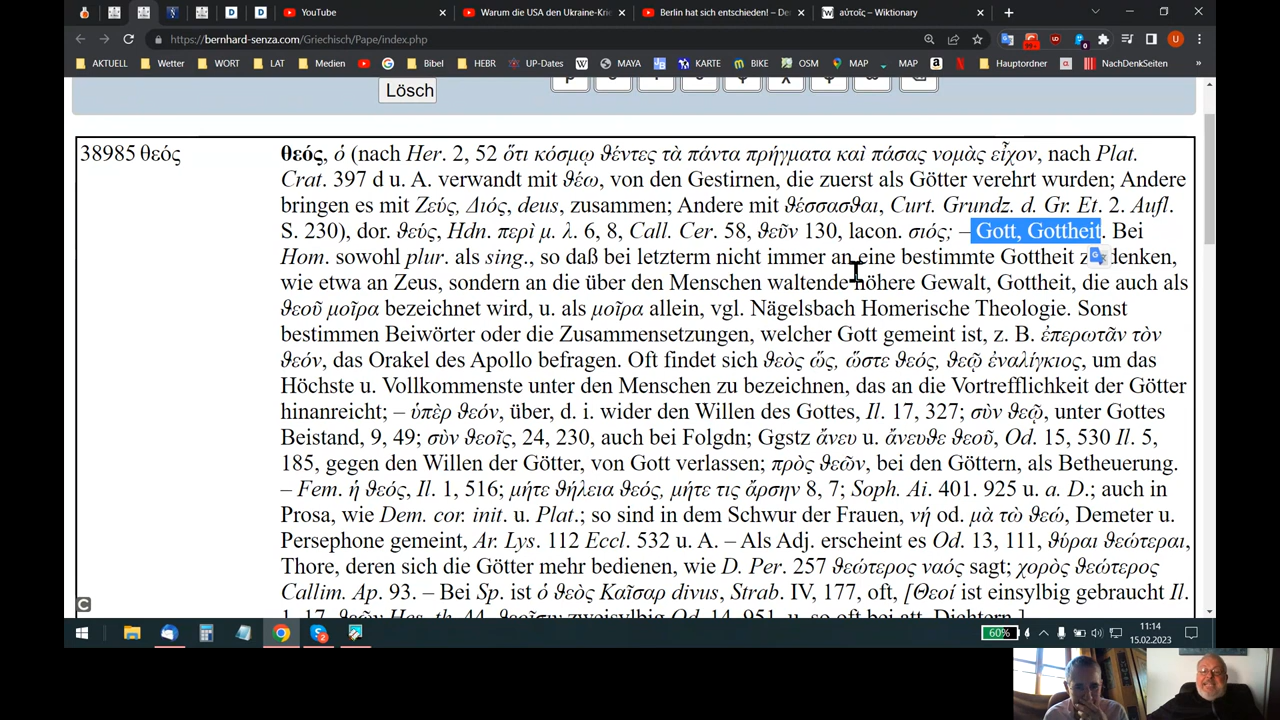 YouTube
Warum die USA den Ukraine-Kri
Berlin hat sich entschieden! – De
αὐτοῖς – Wiktionary
https://bernhard-senza.com/Griechisch/Pape/index.php
AKTUELL Wetter WORT LAT Medien Bibel HEBR UP-Dates MAYA KARTE BIBLE MAP MAP Hauptordner NachDenkSeiten
Lösch
38985 θεός
θεός, ὁ (nach Her. 2, 52 ὅτι κόσμῳ θέντες τὰ πάντα πρήγματα καὶ πάσας νομὰς εἶχον, nach Plat.
Crat. 397 d u. A. verwandt mit θέω, von den Gestirnen, die zuerst als Götter verehrt wurden; Andere
bringen es mit Ζεύς, Διός, deus, zusammen; Andere mit θέσσασθαι, Curt. Grundz. d. Gr. Et. 2. Aufl.
S. 230), dor. θεύς, Hdn. περὶ μ. λ. 6, 8, Call. Cer. 58, θεῦν 130, lacon. σιός; – Gott, Gottheit. Bei
Hom. sowohl plur. als sing., so daß bei letzterm nicht immer an eine bestimmte Gottheit denken,
wie etwa an Zeus, sondern an die über den Menschen waltende höhere Gewalt, Gottheit, die auch als
θεοῦ μοῖρα bezeichnet wird, u. als μοῖρα allein, vgl. Nägelsbach Homerische Theologie. Sonst
bestimmen Beiwörter oder die Zusammensetzungen, welcher Gott gemeint ist, z. B. ἐπερωτᾶν τὸν
θεόν, das Orakel des Apollo befragen. Oft findet sich θεὸς ὥς, ὥστε θεός, θεῷ ἐναλίγκιος, um das
Höchste u. Vollkommenste unter den Menschen zu bezeichnen, das an die Vortrefflichkeit der Götter
hinanreicht; – ὑπὲρ θεόν, über, d. i. wider den Willen des Gottes, Il. 17, 327; σὺν θεῷ, unter Gottes
Beistand, 9, 49; σὺν θεοῖς, 24, 230, auch bei Folgdn; Ggstz ἄνευ u. ἄνευθε θεοῦ, Od. 15, 530 Il. 5,
185, gegen den Willen der Götter, von Gott verlassen; πρὸς θεῶν, bei den Göttern, als Betheuerung.
– Fem. ἡ θεός, Il. 1, 516; μήτε θήλεια θεός, μήτε τις ἄρσην 8, 7; Soph. Ai. 401. 925 u. a. D.; auch in
Prosa, wie Dem. cor. init. u. Plat.; so sind in dem Schwur der Frauen, νή od. μὰ τὼ θεώ, Demeter u.
Persephone gemeint, Ar. Lys. 112 Eccl. 532 u. A. – Als Adj. erscheint es Od. 13, 111, θύραι θεώτεραι,
Thore, deren sich die Götter mehr bedienen, wie D. Per. 257 θεώτερος ναός sagt; χορὸς θεώτερος
Callim. Ap. 93. – Bei Sp. ist ὁ θεὸς Καῖσαρ divus, Strab. IV, 177, oft, [Θεοί ist einsylbig gebraucht Il.
60%
11:14
15.02.2023